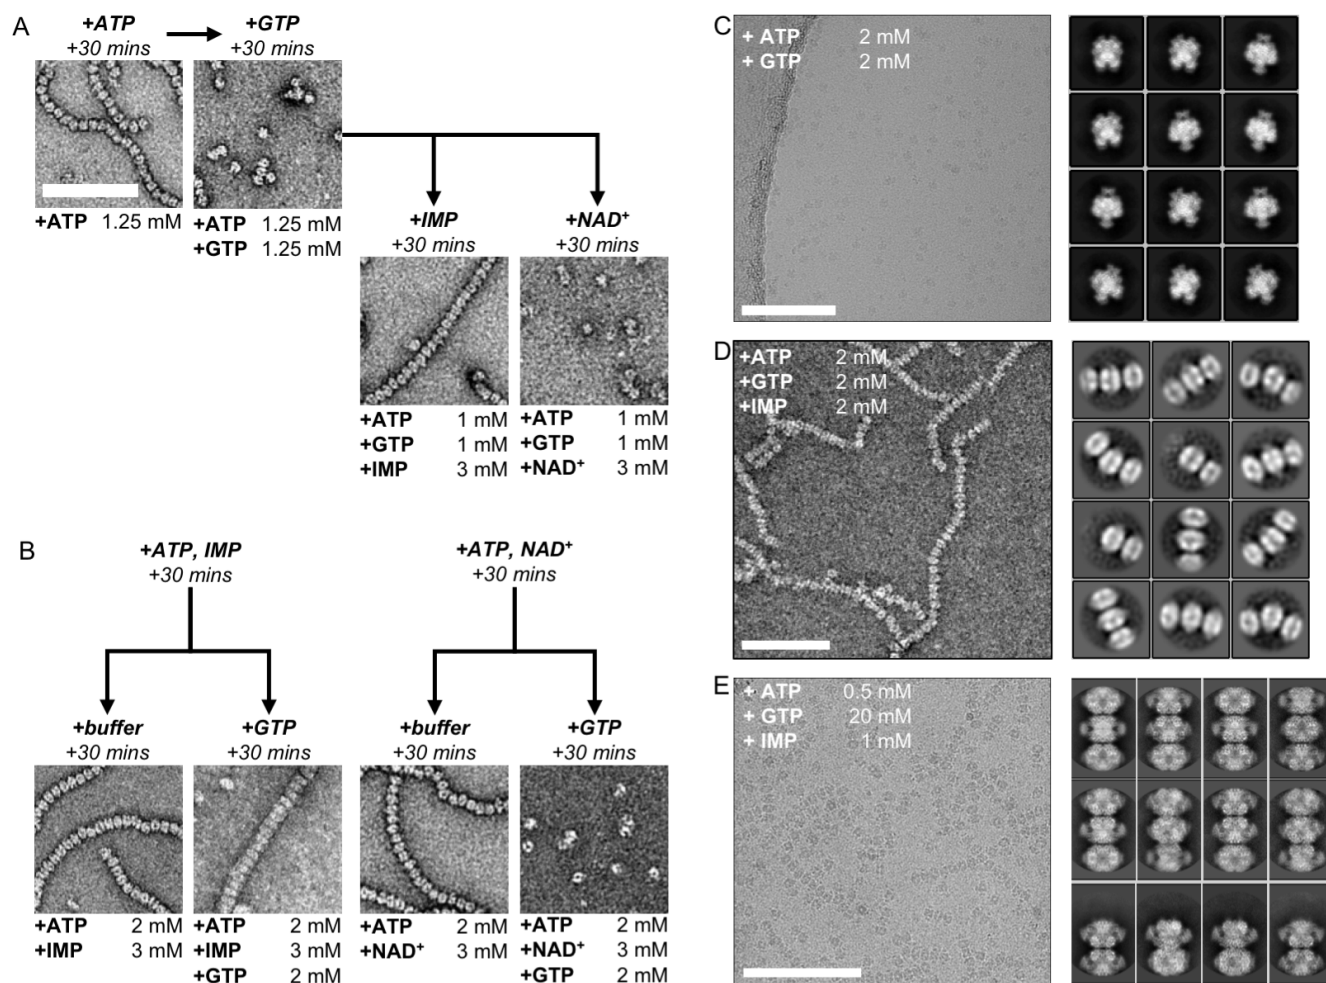 A
+ATP
+30 mins
+GTP
+30 mins
+ATP 1.25 mM
+ATP 1.25 mM
+GTP 1.25 mM
+IMP
+30 mins
+NAD+
+30 mins
+ATP 1 mM
+GTP 1 mM
+IMP 3 mM
+ATP 1 mM
+GTP 1 mM
+NAD+ 3 mM
B
+ATP, IMP
+30 mins
+ATP, NAD+
+30 mins
+buffer
+30 mins
+GTP
+30 mins
+buffer
+30 mins
+GTP
+30 mins
+ATP 2 mM
+IMP 3 mM
+ATP 2 mM
+IMP 3 mM
+GTP 2 mM
+ATP 2 mM
+NAD+ 3 mM
+ATP 2 mM
+NAD+ 3 mM
+GTP 2 mM
C
+ ATP 2 mM
+ GTP 2 mM
D
+ATP 2 mM
+GTP 2 mM
+IMP 2 mM
E
+ ATP 0.5 mM
+ GTP 20 mM
+ IMP 1 mM